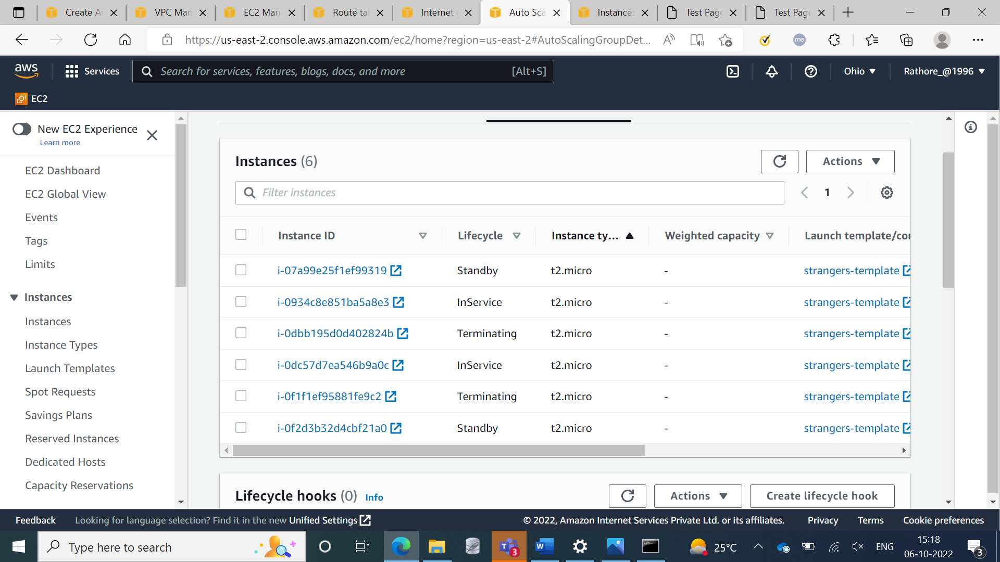 Create Au
VPC Man
EC2 Man
Route tal
Internet g
Auto Sca
Instances
Test Page
Test Page
https://us-east-2.console.aws.amazon.com/ec2/home?region=us-east-2#AutoScalingGroupDet...
me
aws
Services
Search for services, features, blogs, docs, and more
[Alt+S]
Ohio
Rathore_@1996
EC2
New EC2 Experience
Learn more
EC2 Dashboard
EC2 Global View
Events
Tags
Limits
Instances
Instances
Instance Types
Launch Templates
Spot Requests
Savings Plans
Reserved Instances
Dedicated Hosts
Capacity Reservations
Instances (6)
Actions
Filter instances
1
Instance ID Lifecycle Instance ty... Weighted capacity Launch template/con
i-07a99e25f1ef99319 Standby t2.micro - strangers-template
i-0934c8e851ba5a8e3 InService t2.micro - strangers-template
i-0dbb195d0d402824b Terminating t2.micro - strangers-template
i-0dc57d7ea546b9a0c InService t2.micro - strangers-template
i-0f1f1ef95881fe9c2 Terminating t2.micro - strangers-template
i-0f2d3b32d4cbf21a0 Standby t2.micro - strangers-template
Lifecycle hooks (0) Info
Actions
Create lifecycle hook
Feedback
Looking for language selection? Find it in the new Unified Settings
© 2022, Amazon Internet Services Private Ltd. or its affiliates.
Privacy
Terms
Cookie preferences
Type here to search
3
25°C
ENG
15:18
06-10-2022
3